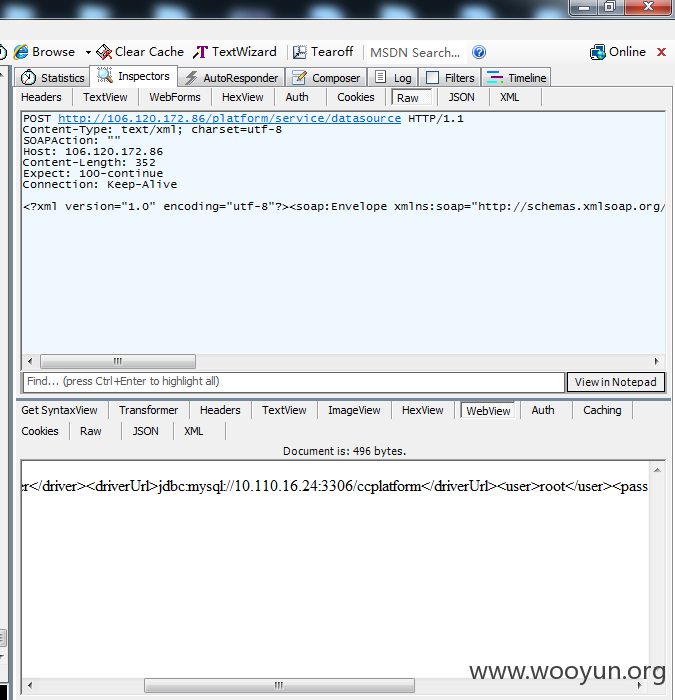 Browse Clear Cache TextWizard Tearoff MSDN Search... Online
Statistics Inspectors AutoResponder Composer Log Filters Timeline
Headers TextView WebForms HexView Auth Cookies Raw JSON XML
POST http://106.120.172.86/platform/service/datasource HTTP/1.1
Content-Type: text/xml; charset=utf-8
SOAPAction: ""
Host: 106.120.172.86
Content-Length: 352
Expect: 100-continue
Connection: Keep-Alive
<?xml version="1.0" encoding="utf-8"?><soap:Envelope xmlns:soap="http://schemas.xmlsoap.org/
Find... (press Ctrl+Enter to highlight all) View in Notepad
Get SyntaxView Transformer Headers TextView ImageView HexView WebView Auth Caching
Cookies Raw JSON XML
Document is: 496 bytes.
r</driver><driverUrl>jdbc:mysql://10.110.16.24:3306/ccplatform</driverUrl><user>root</user><pass
www.wooyun.org